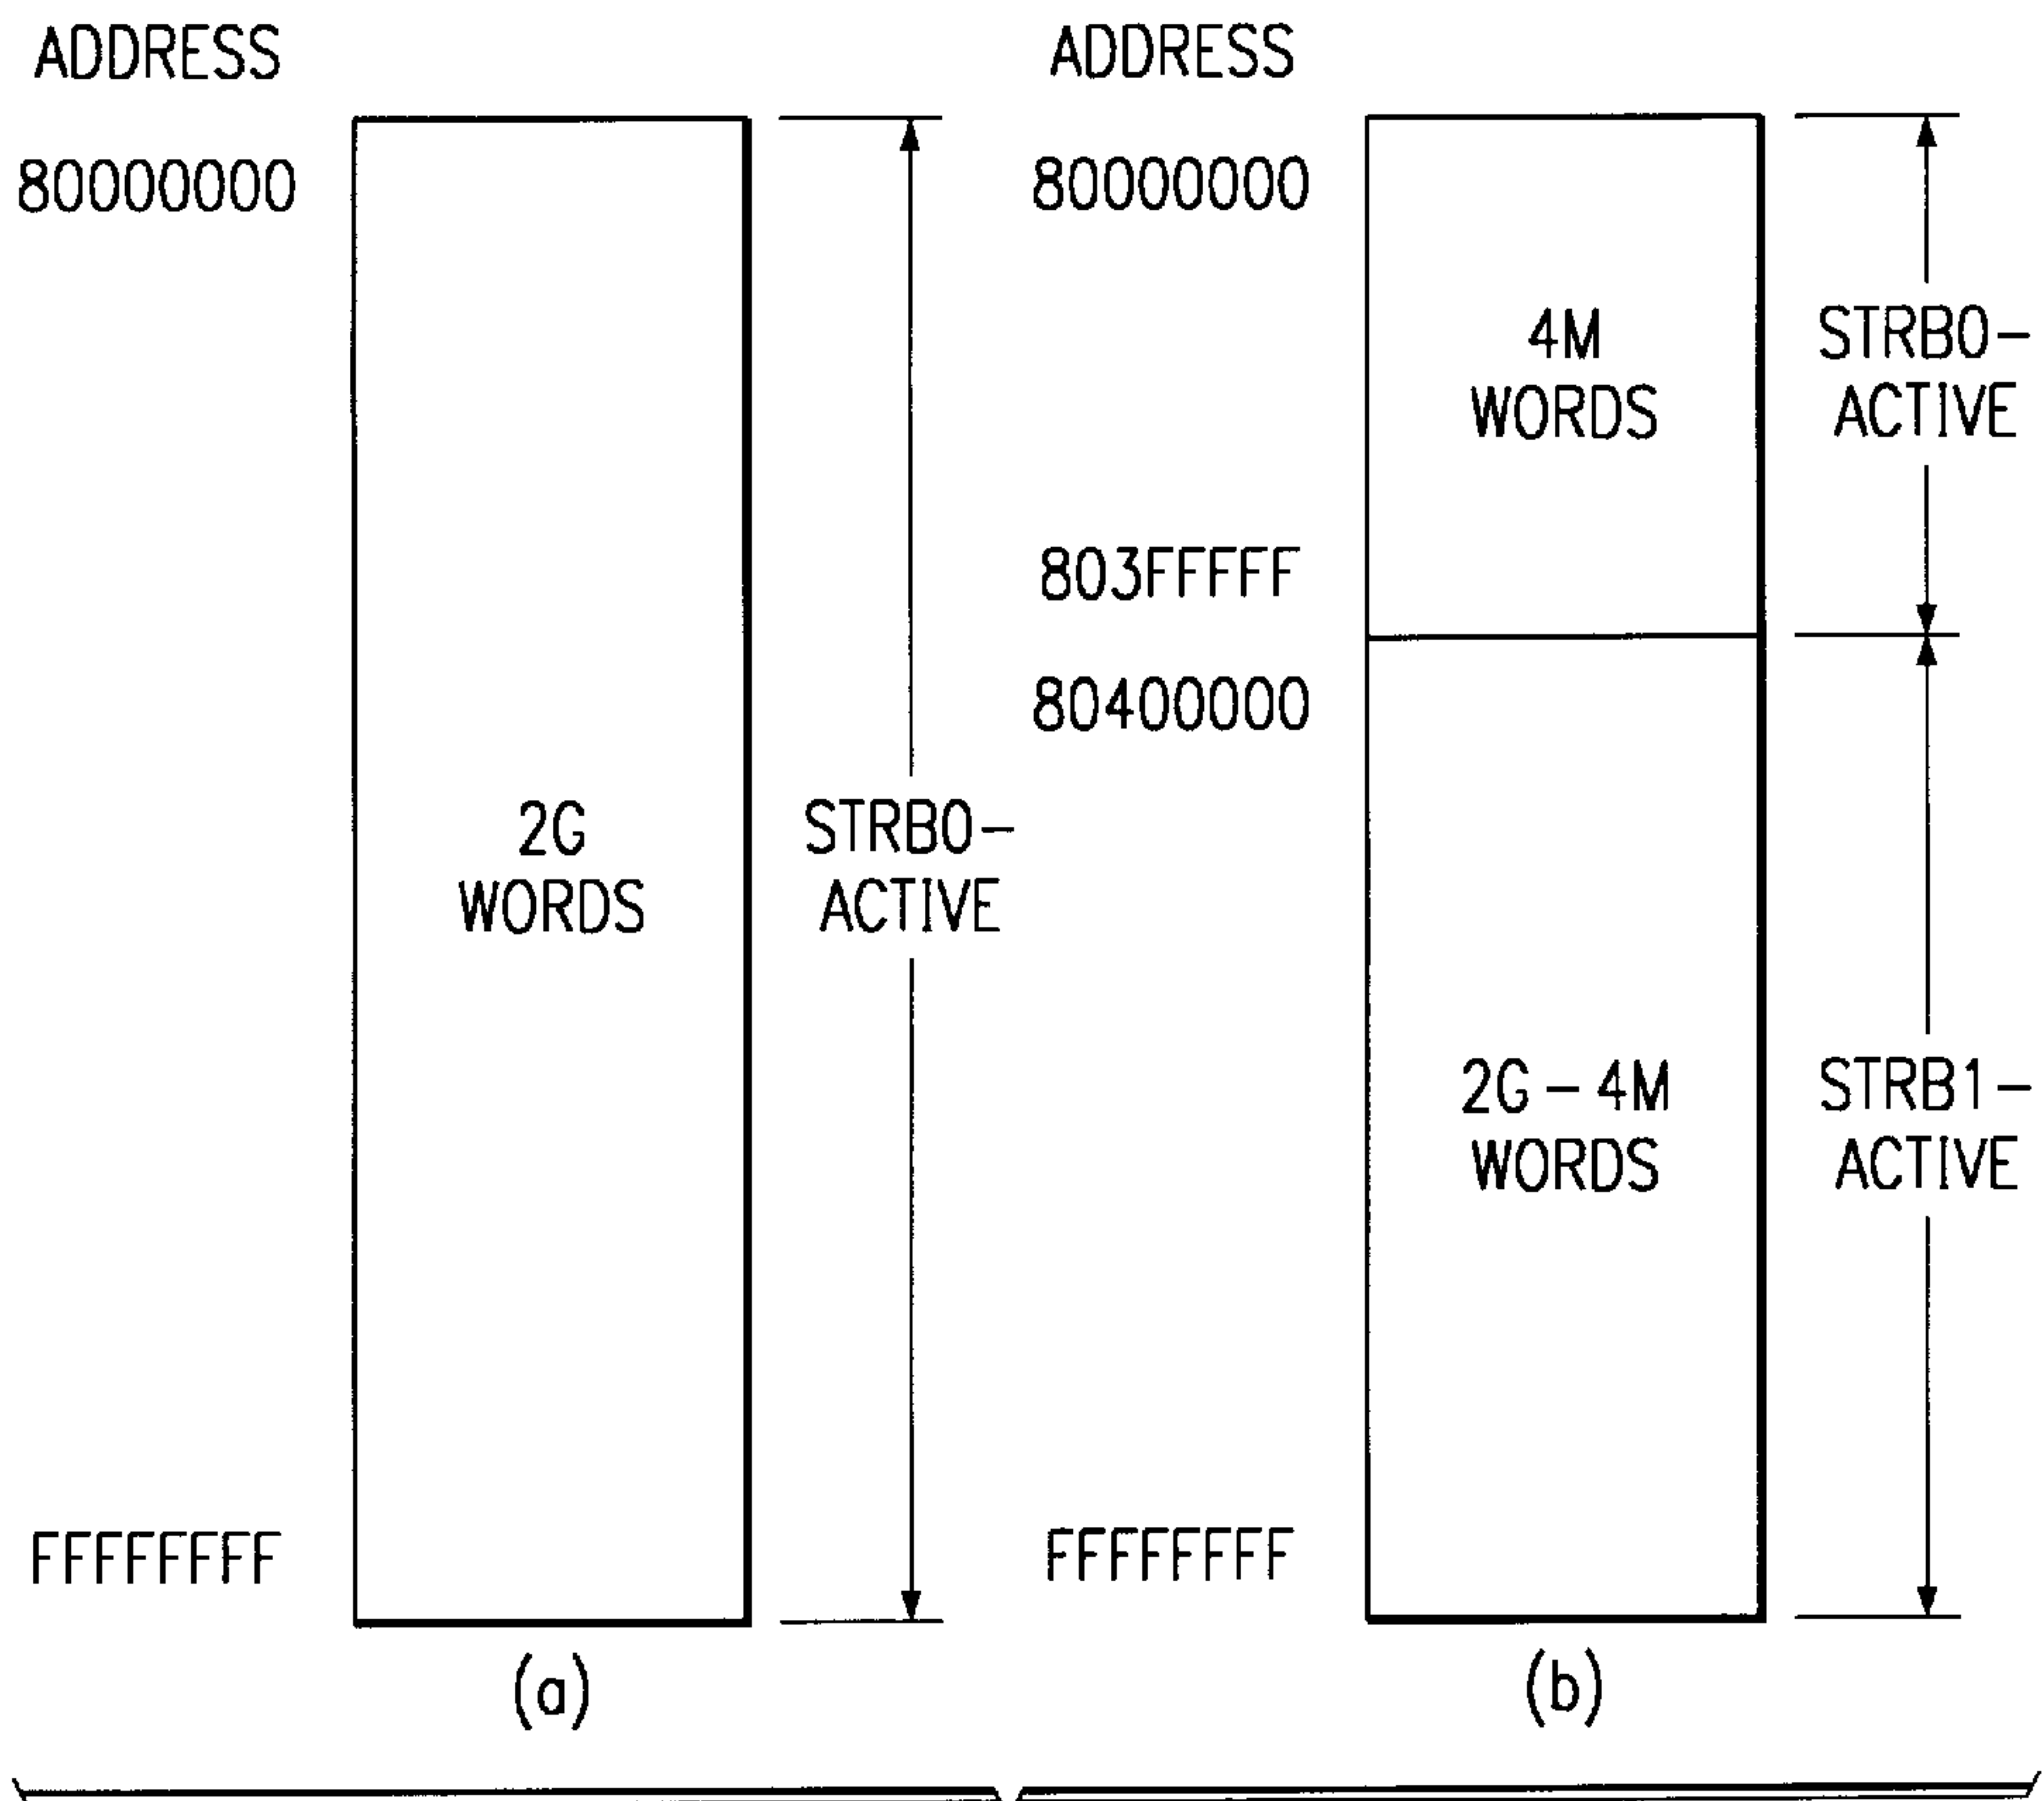 ADDRESS
80000000
2G
WORDS
STRB0-
ACTIVE
FFFFFFFF
(a)
ADDRESS
80000000
4M
WORDS
STRB0-
ACTIVE
803FFFFF
80400000
2G-4M
WORDS
STRB1-
ACTIVE
FFFFFFFF
(b)